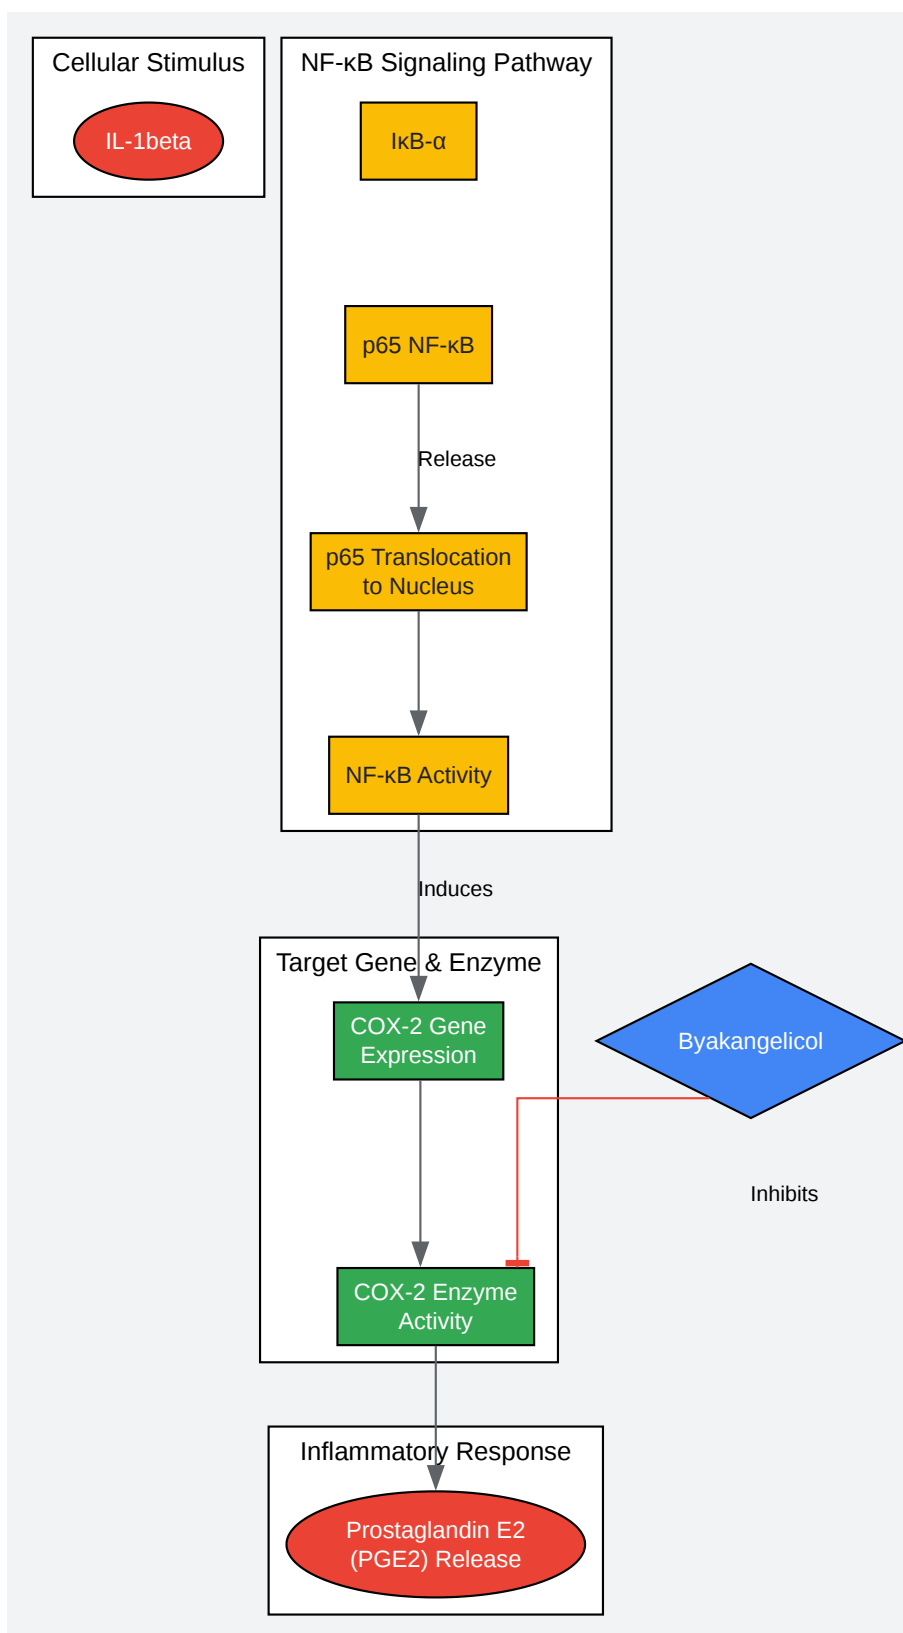 Cellular Stimulus
IL-1beta
NF-κB Signaling Pathway
IκB-α
p65 NF-κB
Release
p65 Translocation
to Nucleus
NF-κB Activity
Induces
Target Gene & Enzyme
COX-2 Gene
Expression
Byakangelicol
Inhibits
COX-2 Enzyme
Activity
Inflammatory Response
Prostaglandin E2
(PGE2) Release